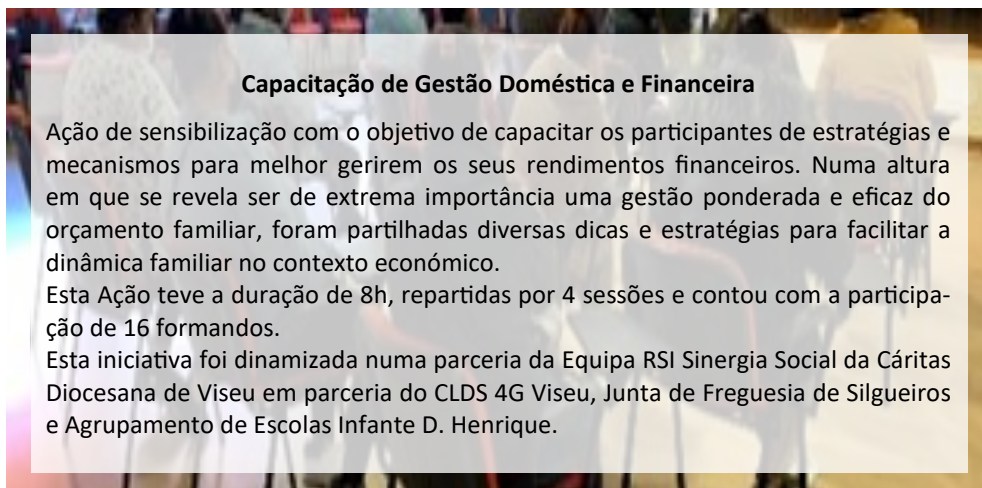 Capacitação de Gestão Doméstica e Financeira
Ação de sensibilização com o objetivo de capacitar os participantes de estratégias e
mecanismos para melhor gerirem os seus rendimentos financeiros. Numa altura
em que se revela ser de extrema importância uma gestão ponderada e eficaz do
orçamento familiar, foram partilhadas diversas dicas e estratégias para facilitar a
dinâmica familiar no contexto económico.
Esta Ação teve a duração de 8h, repartidas por 4 sessões e contou com a participa-
ção de 16 formandos.
Esta iniciativa foi dinamizada numa parceria da Equipa RSI Sinergia Social da Cáritas
Diocesana de Viseu em parceria do CLDS 4G Viseu, Junta de Freguesia de Silgueiros
e Agrupamento de Escolas Infante D. Henrique.